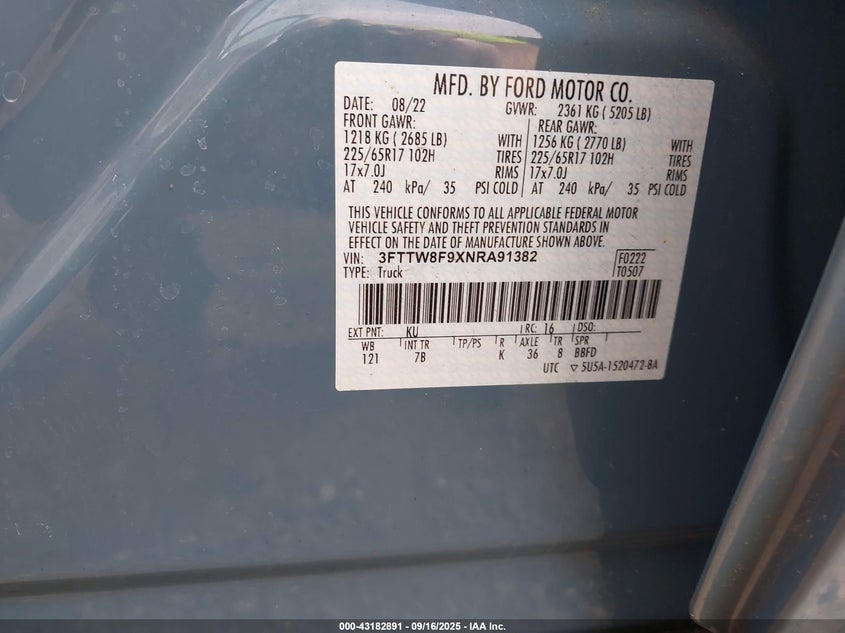 MFD. BY FORD MOTOR CO.
DATE: 08/22 GVWR: 2361 KG ( 5205 LB)
FRONT GAWR: REAR GAWR:
1218 KG ( 2685 LB) WITH 1256 KG ( 2770 LB) WITH
225/65R17 102H TIRES 225/65R17 102H TIRES
17x7.0J RIMS 17x7.0J RIMS
AT 240 kPa/ 35 PSI COLD AT 240 kPa/ 35 PSI COLD
THIS VEHICLE CONFORMS TO ALL APPLICABLE FEDERAL MOTOR
VEHICLE SAFETY AND THEFT PREVENTION STANDARDS IN
EFFECT ON THE DATE OF MANUFACTURE SHOWN ABOVE.
VIN: 3FTTW8F9XNRA91382 F0222
TYPE: Truck T0507
EXT PNT: KU RC: 16 DSO:
WB INT TR TP/PS R AXLE TR SPR
121 7B K 36 8 BBFD
UTC ▽ 5U5A-1520472-BA
000-43182891 - 09/16/2025 - IAA Inc.